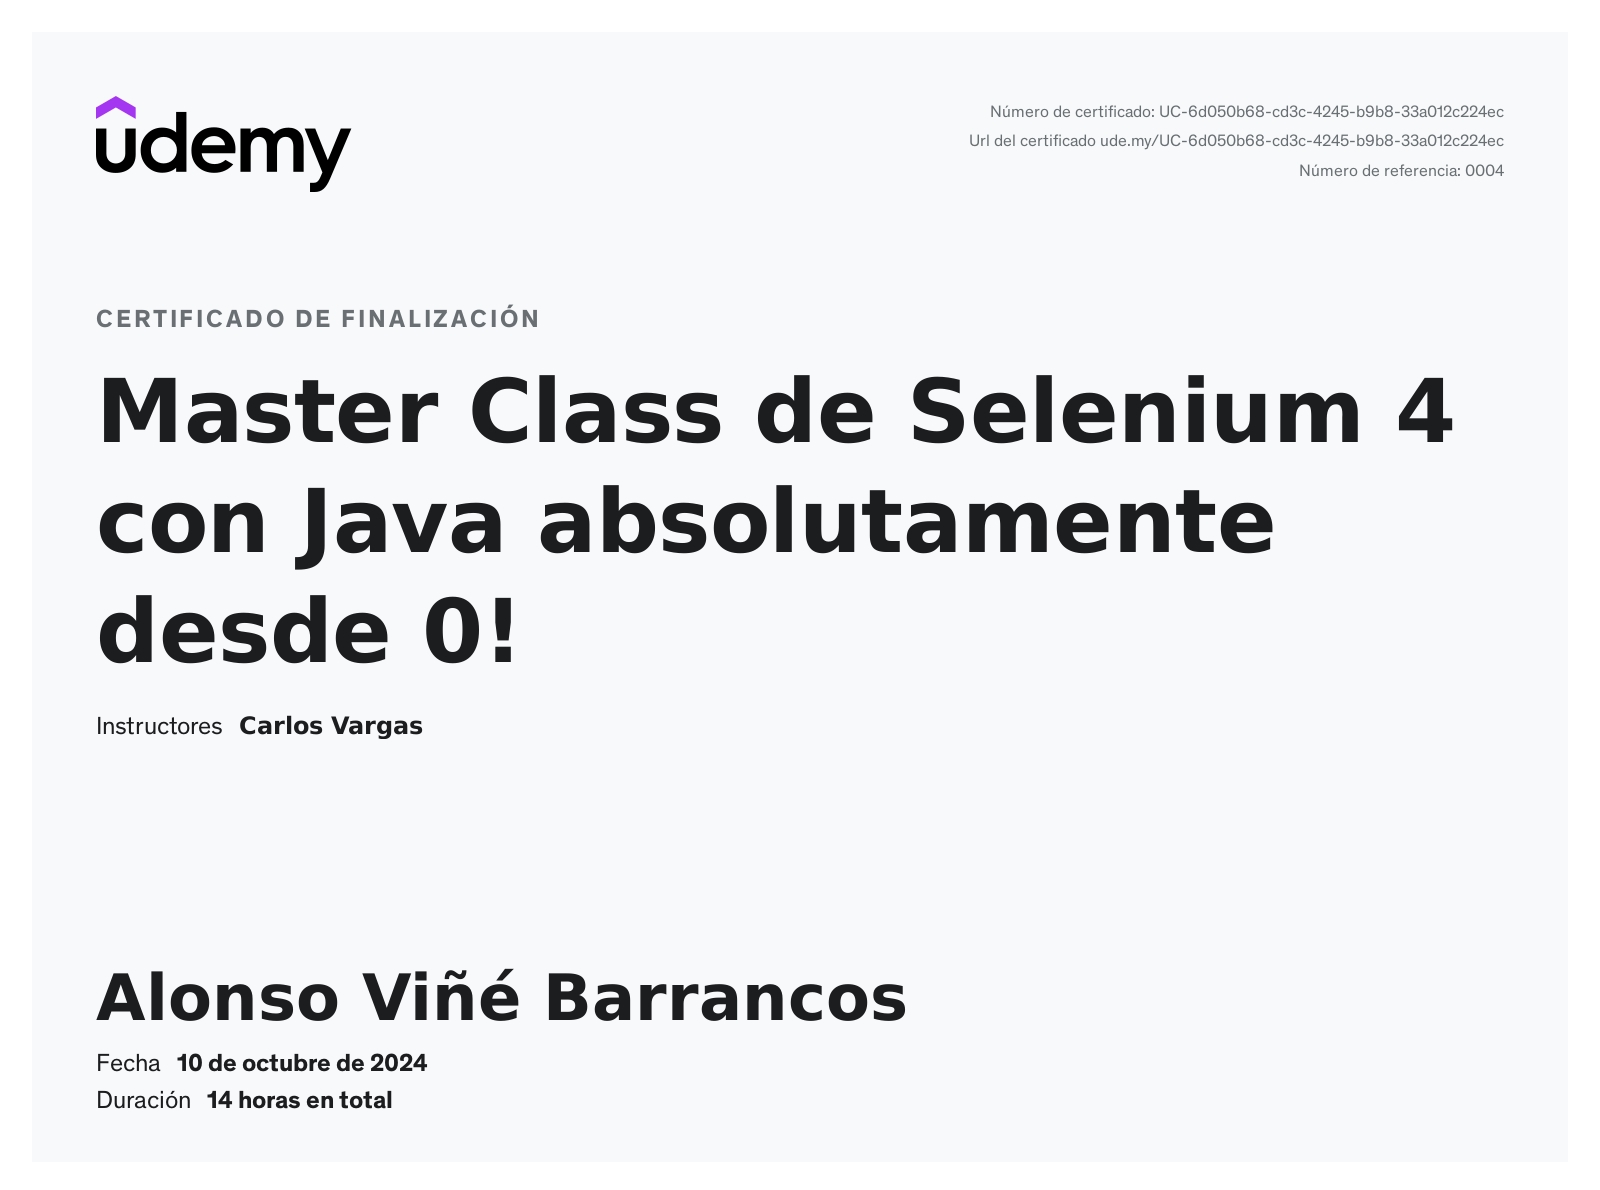 udemy
Número de certificado: UC-6d050b68-cd3c-4245-b9b8-33a012c224ec
Url del certificado ude.my/UC-6d050b68-cd3c-4245-b9b8-33a012c224ec
Número de referencia: 0004
CERTIFICADO DE FINALIZACIÓN
Master Class de Selenium 4
con Java absolutamente
desde 0!
Instructores Carlos Vargas
Alonso Viñé Barrancos
Fecha 10 de octubre de 2024
Duración 14 horas en total